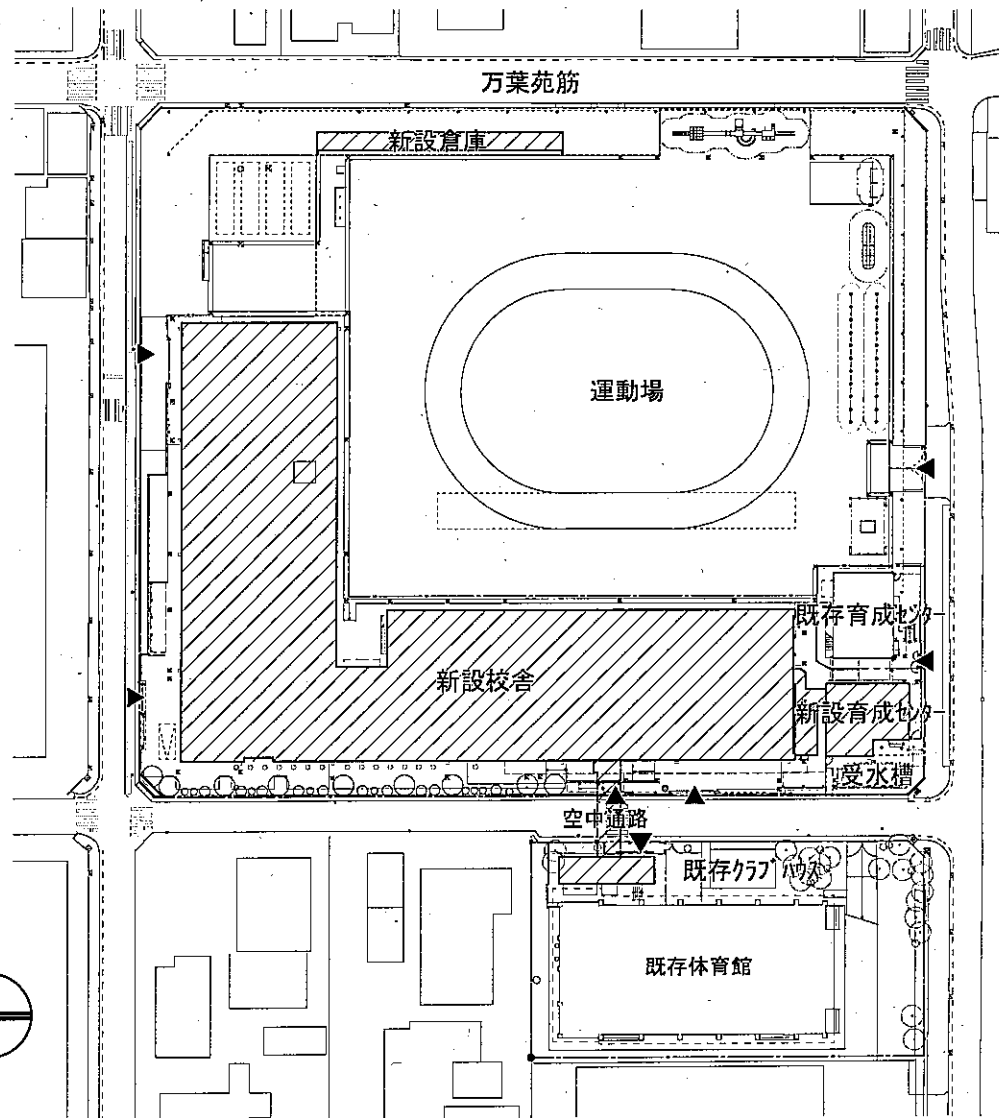 万葉苑筋
新設倉庫
運動場
既存育成センター
新設校舎
新設育成センター
受水槽
空中通路
既存クラブハウス
既存体育館